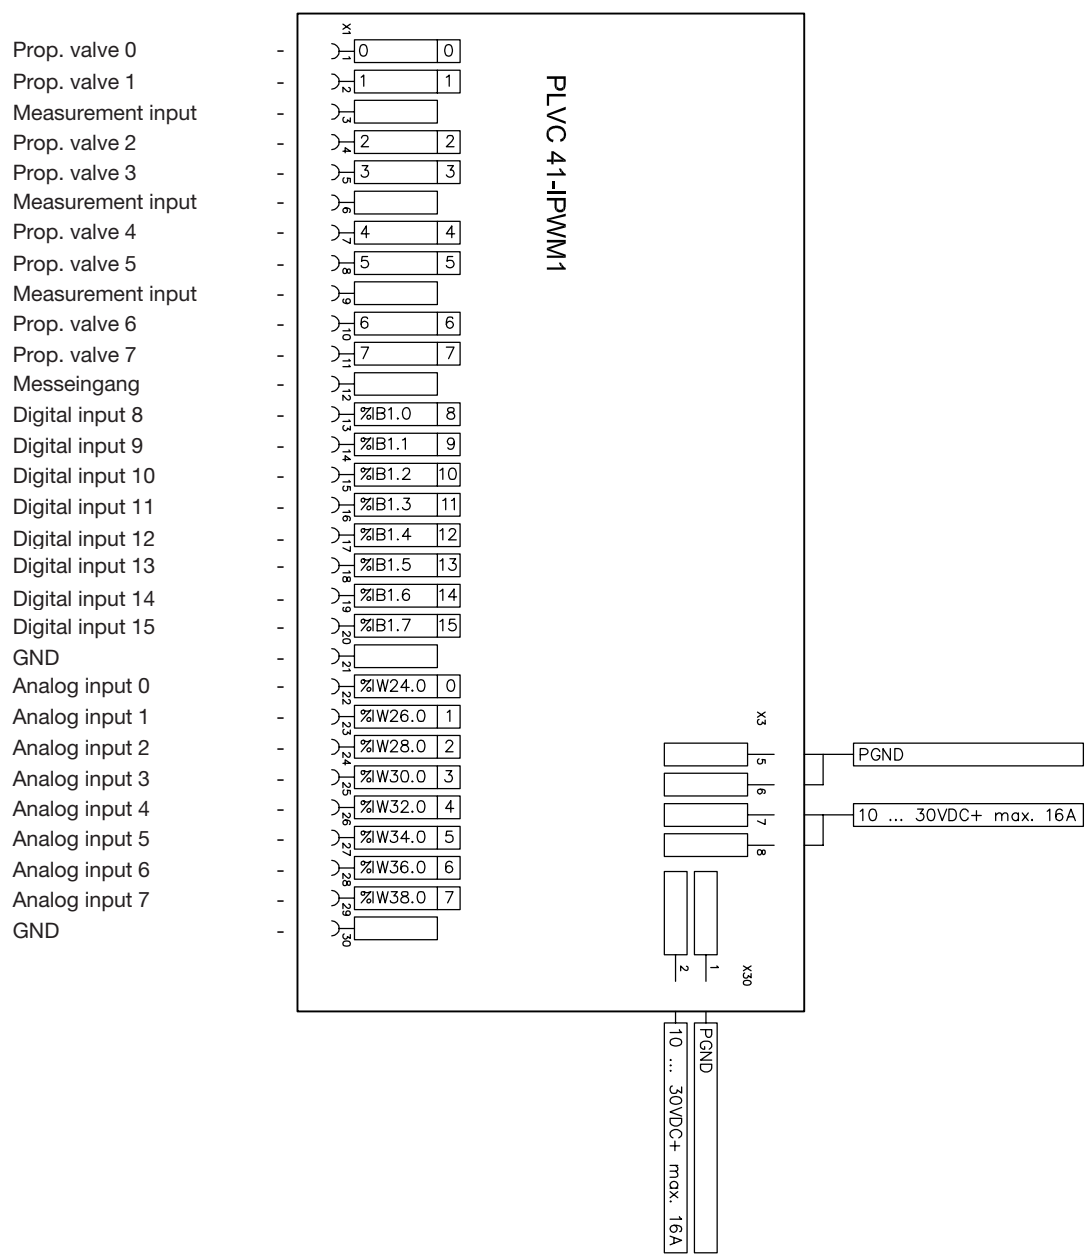 X1
Prop. valve 0 - 1 0 0
Prop. valve 1 - 2 1 1
Measurement input - 3
Prop. valve 2 - 4 2 2
Prop. valve 3 - 5 3 3
Measurement input - 6
Prop. valve 4 - 7 4 4
Prop. valve 5 - 8 5 5
Measurement input - 9
Prop. valve 6 - 10 6 6
Prop. valve 7 - 11 7 7
Messeingang - 12
Digital input 8 - 13 %IB1.0 8
Digital input 9 - 14 %IB1.1 9
Digital input 10 - 15 %IB1.2 10
Digital input 11 - 16 %IB1.3 11
Digital input 12 - 17 %IB1.4 12
Digital input 13 - 18 %IB1.5 13
Digital input 14 - 19 %IB1.6 14
Digital input 15 - 20 %IB1.7 15
GND - 21
Analog input 0 - 22 %IW24.0 0
Analog input 1 - 23 %IW26.0 1
Analog input 2 - 24 %IW28.0 2
Analog input 3 - 25 %IW30.0 3
Analog input 4 - 26 %IW32.0 4
Analog input 5 - 27 %IW34.0 5
Analog input 6 - 28 %IW36.0 6
Analog input 7 - 29 %IW38.0 7
GND - 30
PLVC 41-IPWM1
X3
5 PGND
6
7 10 ... 30VDC+ max. 16A
8
2 1 X30
10 ... 30VDC+ max. 16A
PGND